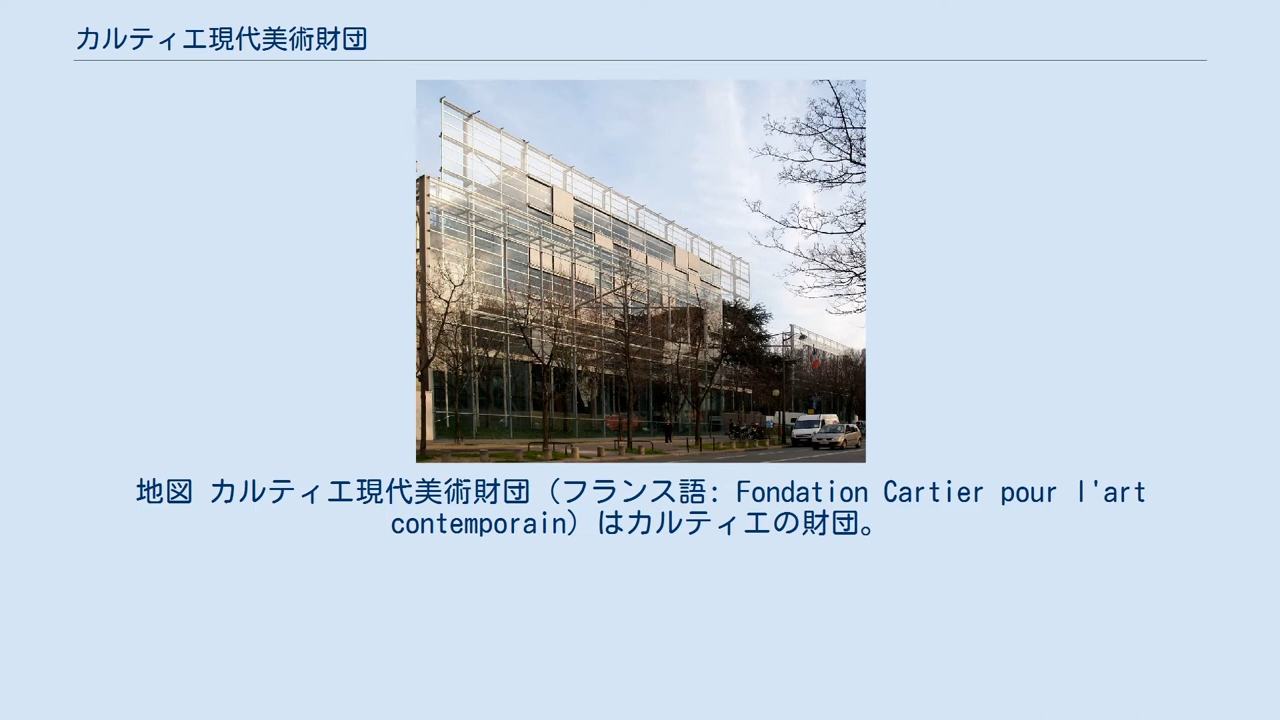 カルティエ現代美術財団
地図 カルティエ現代美術財団（フランス語: Fondation Cartier pour l'art
contemporain）はカルティエの財団。